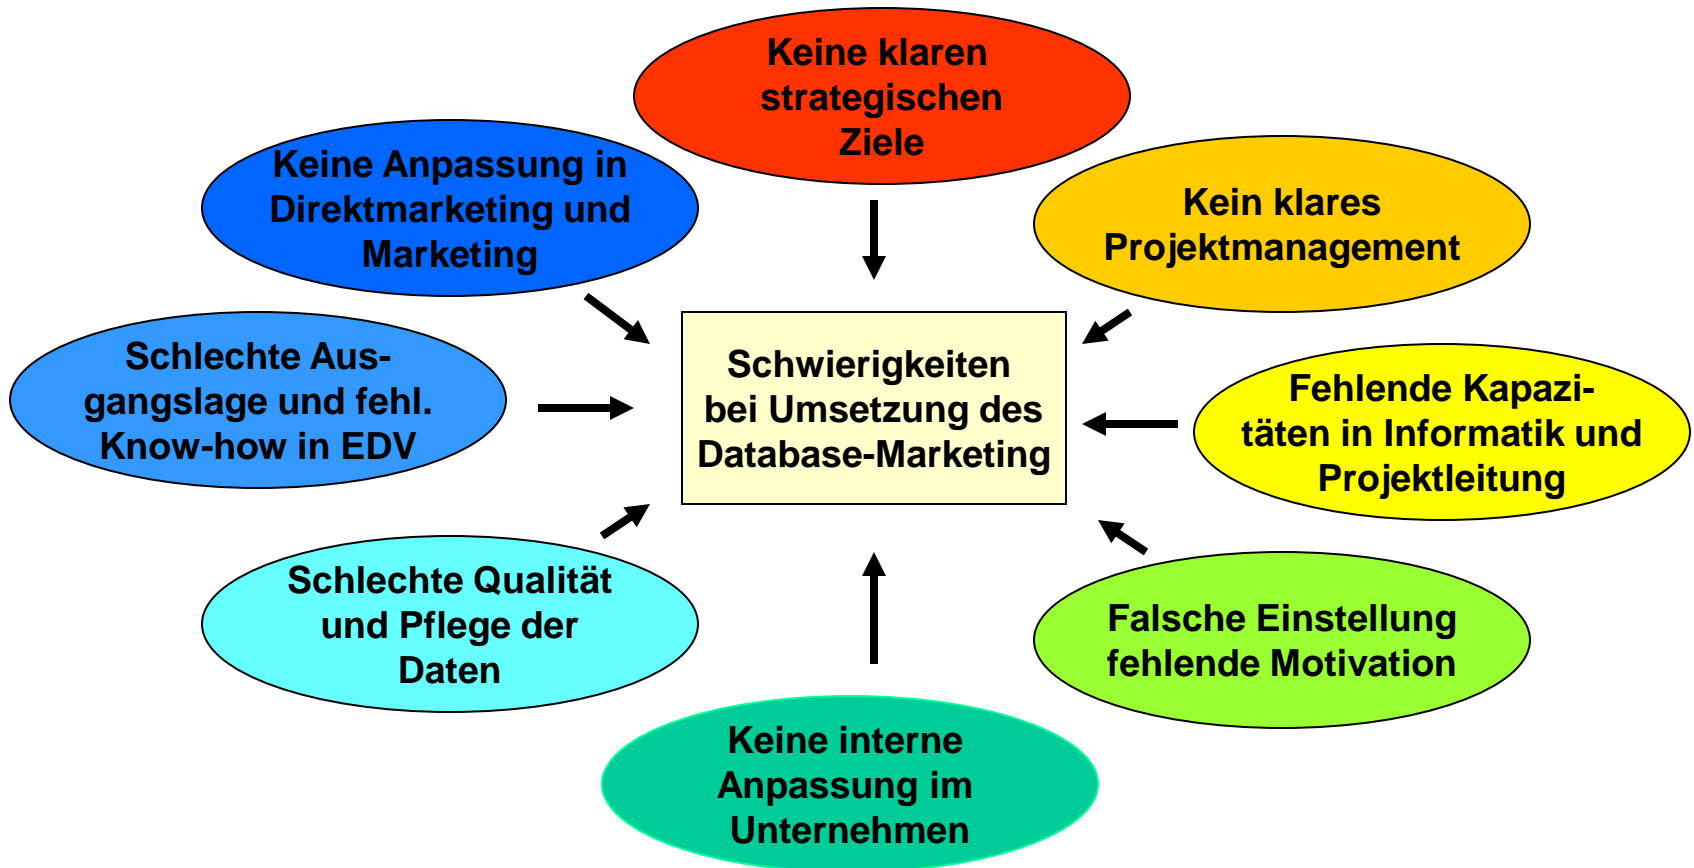 Keine klaren
strategischen
Ziele
Kein klares
Projektmanagement
Fehlende Kapazi-
täten in Informatik und
Projektleitung
Falsche Einstellung
fehlende Motivation
Keine interne
Anpassung im
Unternehmen
Schlechte Qualität
und Pflege der
Daten
Schlechte Aus-
gangslage und fehl.
Know-how in EDV
Keine Anpassung in
Direktmarketing und
Marketing
Schwierigkeiten
bei Umsetzung des
Database-Marketing